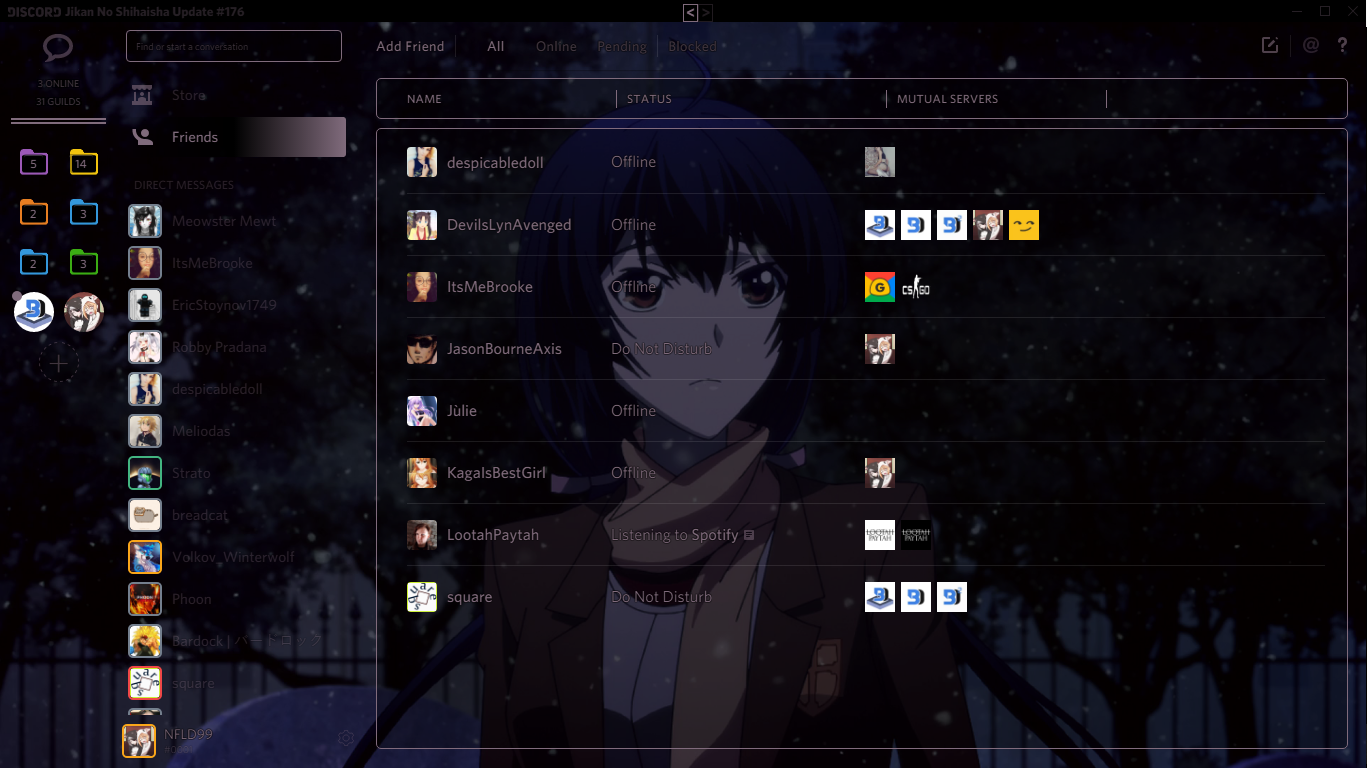 DISCORD Jikan No Shihaisha Update #176
< >
3 ONLINE
31 GUILDS
5
14
2
3
2
3
Find or start a conversation
Store
Friends
DIRECT MESSAGES
Meowster Mewt
ItsMeBrooke
EricStoynov1749
Robby Pradana
despicabledoll
Meliodas
Strato
breadcat
Volkov_Winterwolf
Phoon
Bardock | バードロック
square
NFLD99
Add Friend
All
Online
Pending
Blocked
@ ?
NAME STATUS MUTUAL SERVERS
despicabledoll Offline
DevilsLynAvenged Offline
ItsMeBrooke Offline G CS GO
JasonBourneAxis Do Not Disturb
Jùlie Offline
KagaIsBestGirl Offline
LootahPaytah Listening to Spotify LOOTAH PAYTAH LOOTAH PAYTAH
square Do Not Disturb